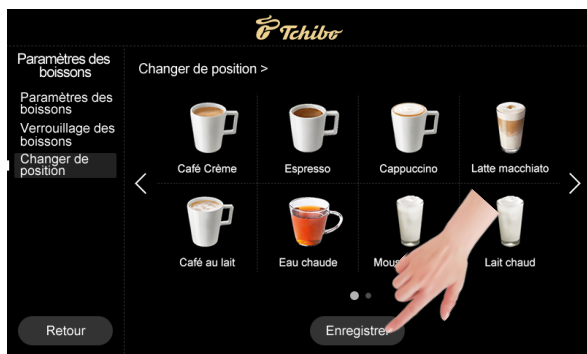 Tchibo
Paramètres des
boissons
Changer de position >
Paramètres des
boissons
Verrouillage des
boissons
Changer de
position
Café Crème
Espresso
Cappuccino
Latte macchiato
Café au lait
Eau chaude
Lait chaud
Retour
Enregistrer